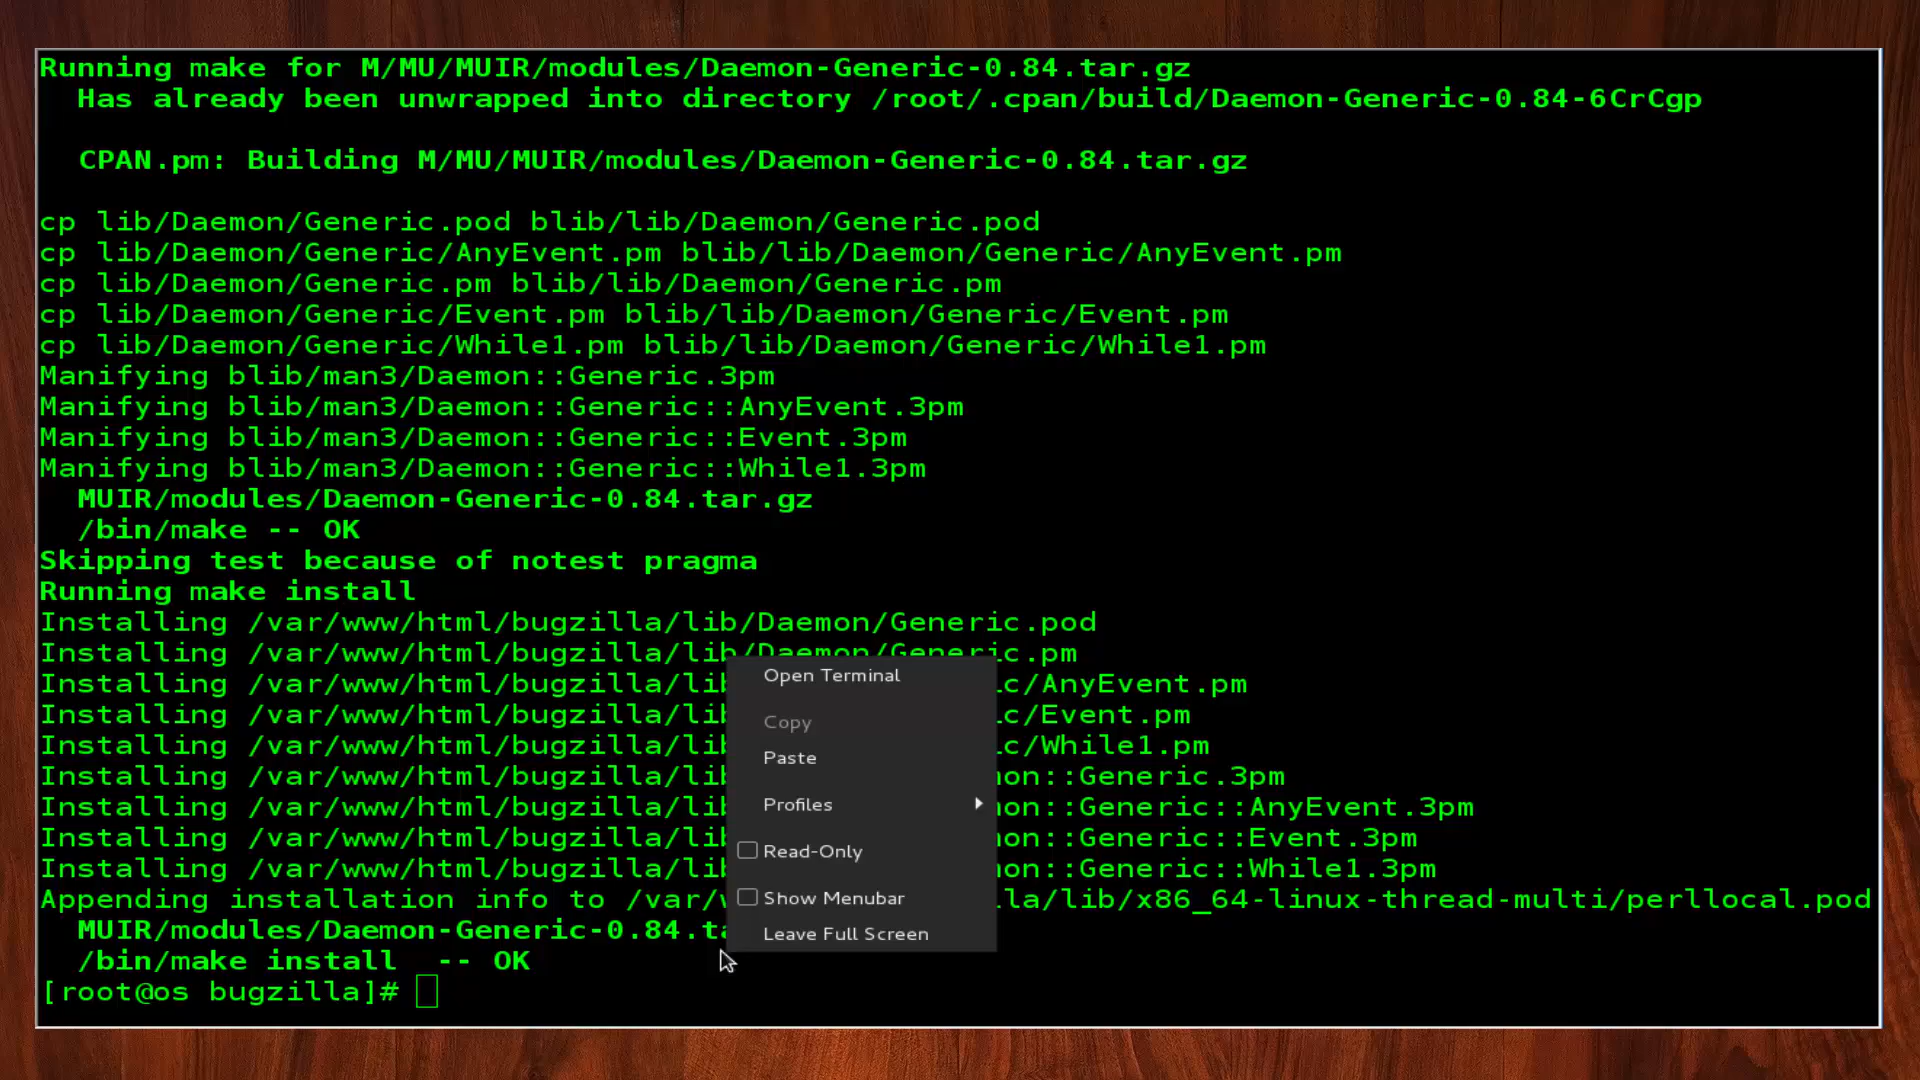 Running make for M/MU/MUIR/modules/Daemon-Generic-0.84.tar.gz
Has already been unwrapped into directory /root/.cpan/build/Daemon-Generic-0.84-6CrCgp
CPAN.pm: Building M/MU/MUIR/modules/Daemon-Generic-0.84.tar.gz
cp lib/Daemon/Generic.pod blib/lib/Daemon/Generic.pod
cp lib/Daemon/Generic/AnyEvent.pm blib/lib/Daemon/Generic/AnyEvent.pm
cp lib/Daemon/Generic.pm blib/lib/Daemon/Generic.pm
cp lib/Daemon/Generic/Event.pm blib/lib/Daemon/Generic/Event.pm
cp lib/Daemon/Generic/While1.pm blib/lib/Daemon/Generic/While1.pm
Manifying blib/man3/Daemon::Generic.3pm
Manifying blib/man3/Daemon::Generic::AnyEvent.3pm
Manifying blib/man3/Daemon::Generic::Event.3pm
Manifying blib/man3/Daemon::Generic::While1.3pm
MUIR/modules/Daemon-Generic-0.84.tar.gz
/bin/make -- OK
Skipping test because of notest pragma
Running make install
Installing /var/www/html/bugzilla/lib/Daemon/Generic.pod
Installing /var/www/html/bugzilla/lib/Daemon/Generic.pm
Installing /var/www/html/bugzilla/lib c/AnyEvent.pm
Installing /var/www/html/bugzilla/lib c/Event.pm
Installing /var/www/html/bugzilla/lib c/While1.pm
Installing /var/www/html/bugzilla/lib on::Generic.3pm
Installing /var/www/html/bugzilla/lib on::Generic::AnyEvent.3pm
Installing /var/www/html/bugzilla/lib on::Generic::Event.3pm
Installing /var/www/html/bugzilla/lib on::Generic::While1.3pm
Appending installation info to /var/ la/lib/x86_64-linux-thread-multi/perllocal.pod
MUIR/modules/Daemon-Generic-0.84.ta
/bin/make install -- OK
[root@os bugzilla]#
Open Terminal
Copy
Paste
Profiles
Read-Only
Show Menubar
Leave Full Screen